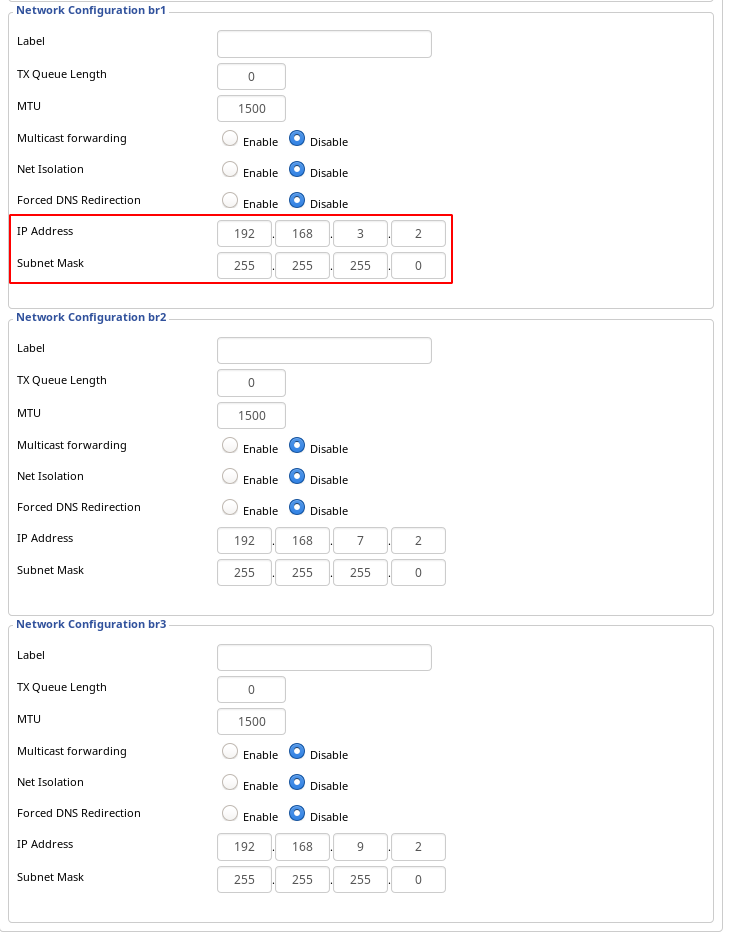 Network Configuration br1
Label
TX Queue Length 0
MTU 1500
Multicast forwarding Enable Disable
Net Isolation Enable Disable
Forced DNS Redirection Enable Disable
IP Address 192.168.3.2
Subnet Mask 255.255.255.0
Network Configuration br2
Label
TX Queue Length 0
MTU 1500
Multicast forwarding Enable Disable
Net Isolation Enable Disable
Forced DNS Redirection Enable Disable
IP Address 192.168.7.2
Subnet Mask 255.255.255.0
Network Configuration br3
Label
TX Queue Length 0
MTU 1500
Multicast forwarding Enable Disable
Net Isolation Enable Disable
Forced DNS Redirection Enable Disable
IP Address 192.168.9.2
Subnet Mask 255.255.255.0